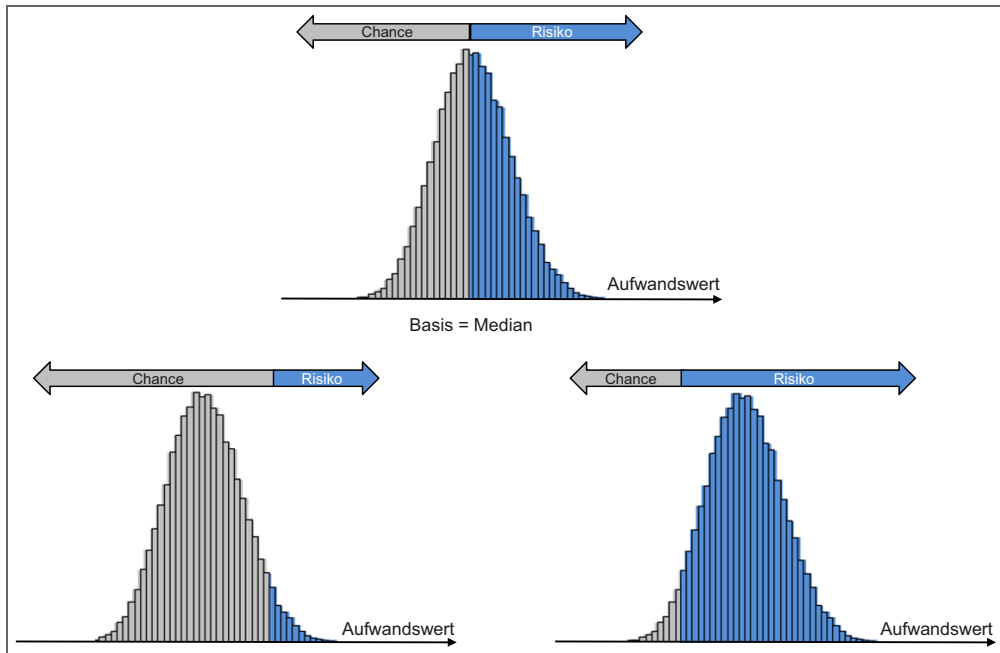 Chance
Risiko
Aufwandswert
Basis = Median
Chance
Risiko
Aufwandswert
Chance
Risiko
Aufwandswert